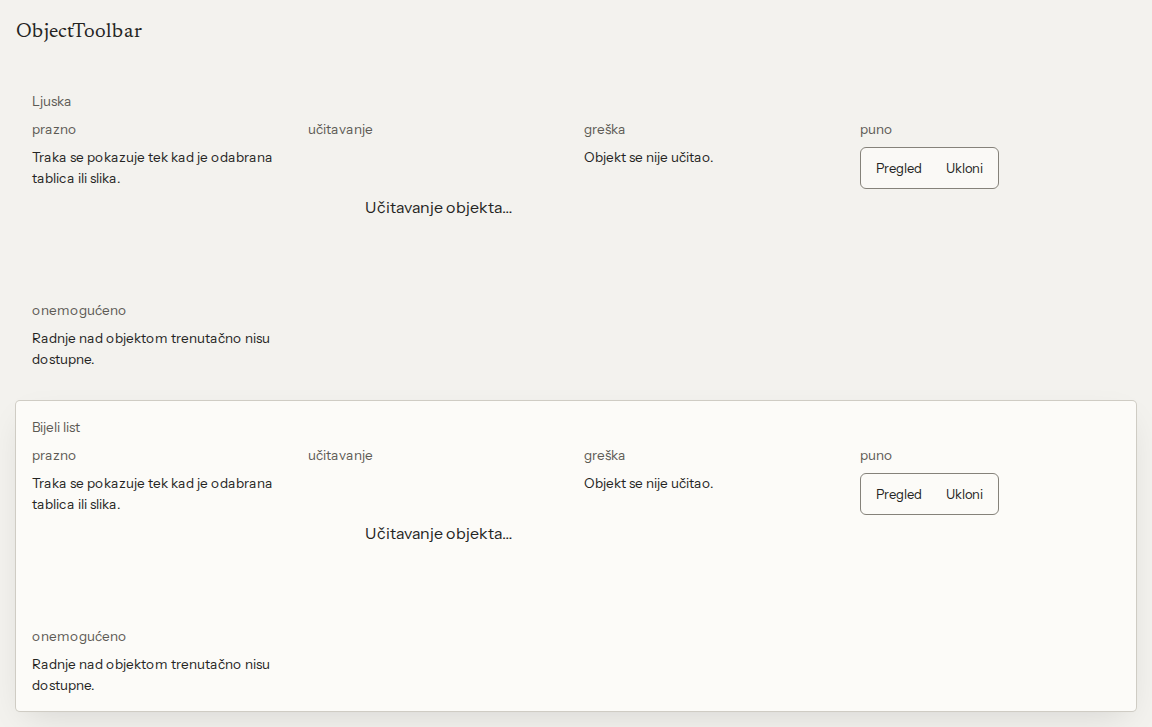 ObjectToolbar
Ljuska
prazno
Traka se pokazuje tek kad je odabrana
tablica ili slika.
učitavanje
Učitavanje objekta…
greška
Objekt se nije učitao.
puno
Pregled
Ukloni
onemogućeno
Radnje nad objektom trenutačno nisu
dostupne.
Bijeli list
prazno
Traka se pokazuje tek kad je odabrana
tablica ili slika.
učitavanje
Učitavanje objekta…
greška
Objekt se nije učitao.
puno
Pregled
Ukloni
onemogućeno
Radnje nad objektom trenutačno nisu
dostupne.